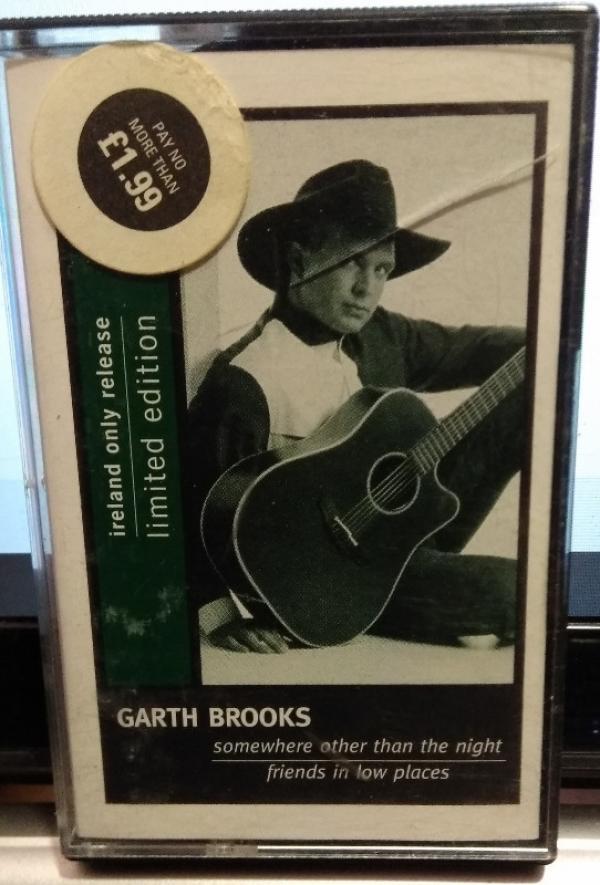 PAY NO
MORE THAN
£1.99
ireland only release
limited edition
GARTH BROOKS
somewhere other than the night
friends in low places